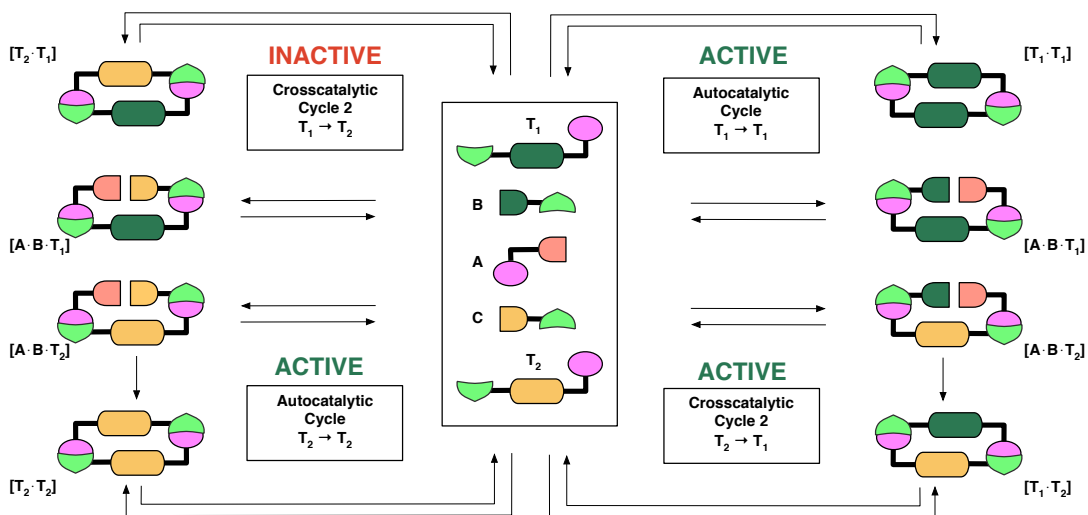 [T₂·T₁]
INACTIVE
Crosscatalytic
Cycle 2
T₁ → T₂
ACTIVE
Autocatalytic
Cycle
T₁ → T₁
[T₁·T₁]
T₁
B
A
C
T₂
[A·B·T₁]
[A·B·T₁]
[A·B·T₂]
[A·B·T₂]
ACTIVE
Autocatalytic
Cycle
T₂ → T₂
ACTIVE
Crosscatalytic
Cycle 2
T₂ → T₁
[T₂·T₂]
[T₁·T₂]